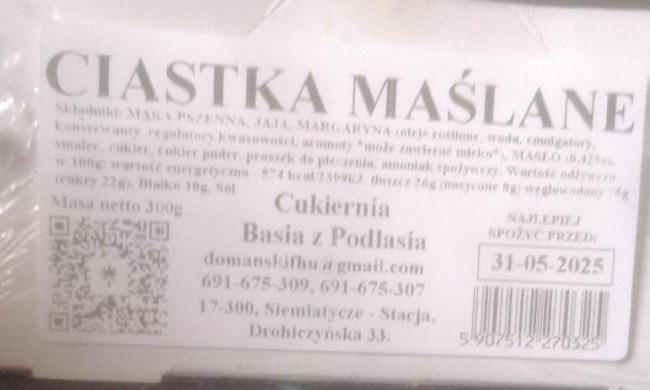 CIASTKA MAŚLANE
Składniki: MĄKA PSZENNA, JAJA, MARGARYNA (oleje roślinne, woda, emulgatory,
konserwanty, regulatory kwasowości, aromaty *może zawierać mleko*), MASŁO (0,42%),
smalec, cukier, cukier puder, proszek do pieczenia, amoniak spożywczy. Wartość odżywcza
w 100g: wartość energetyczna - 574 kcal/2399kJ, tłuszcz 26g (nasycone 8g) węglowodany
(cukry 22g), Białko 10g, Sól
Masa netto 300g
Cukiernia
Basia z Podlasia
domanskifhu@gmail.com
691-675-309, 691-675-307
17-300, Siemiatycze - Stacja,
Drohiczyńska 33.
NAJLEPIEJ
SPOŻYĆ PRZED:
31-05-2025
5 907512 270325